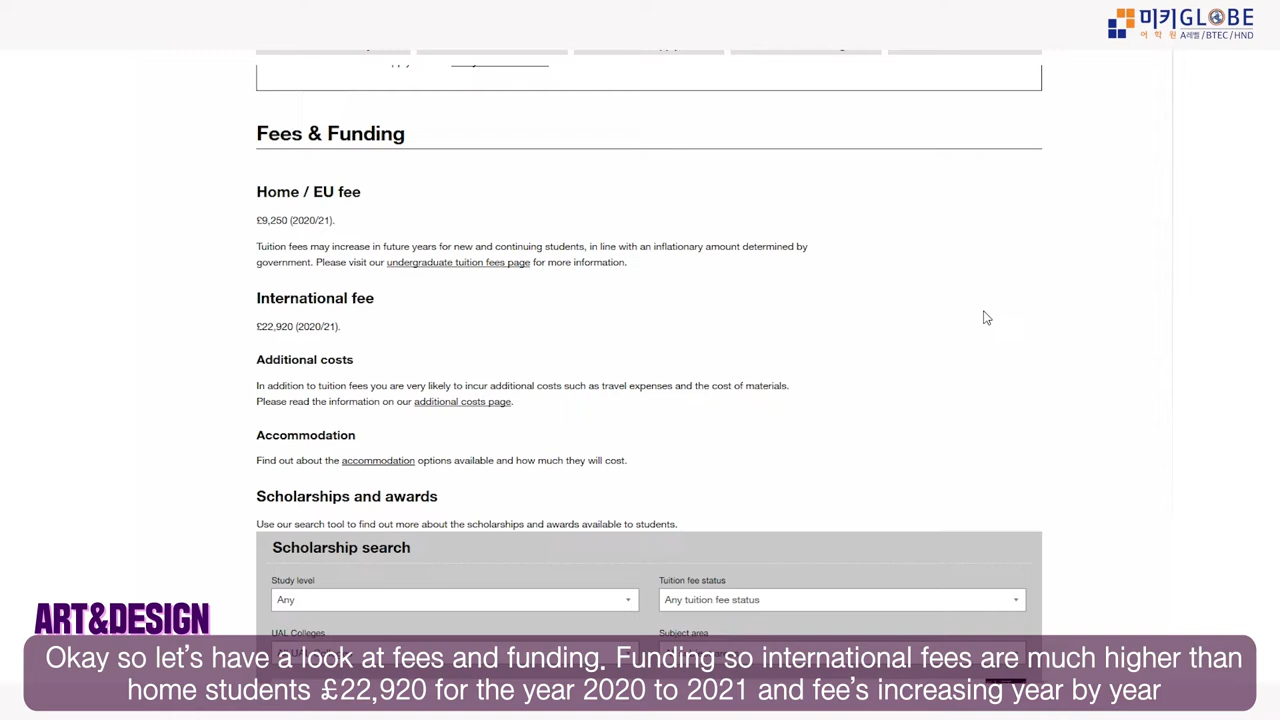 미키GLOBE
어 학 원 A레벨/BTEC/HND
Fees & Funding
Home / EU fee
£9,250 (2020/21).
Tuition fees may increase in future years for new and continuing students, in line with an inflationary amount determined by
government. Please visit our undergraduate tuition fees page for more information.
International fee
£22,920 (2020/21).
Additional costs
In addition to tuition fees you are very likely to incur additional costs such as travel expenses and the cost of materials.
Please read the information on our additional costs page.
Accommodation
Find out about the accommodation options available and how much they will cost.
Scholarships and awards
Use our search tool to find out more about the scholarships and awards available to students.
Scholarship search
Study level
Tuition fee status
Any
Any tuition fee status
UAL Colleges
Subject area
ART&DESIGN
Okay so let's have a look at fees and funding. Funding so international fees are much higher than
home students £22,920 for the year 2020 to 2021 and fee's increasing year by year